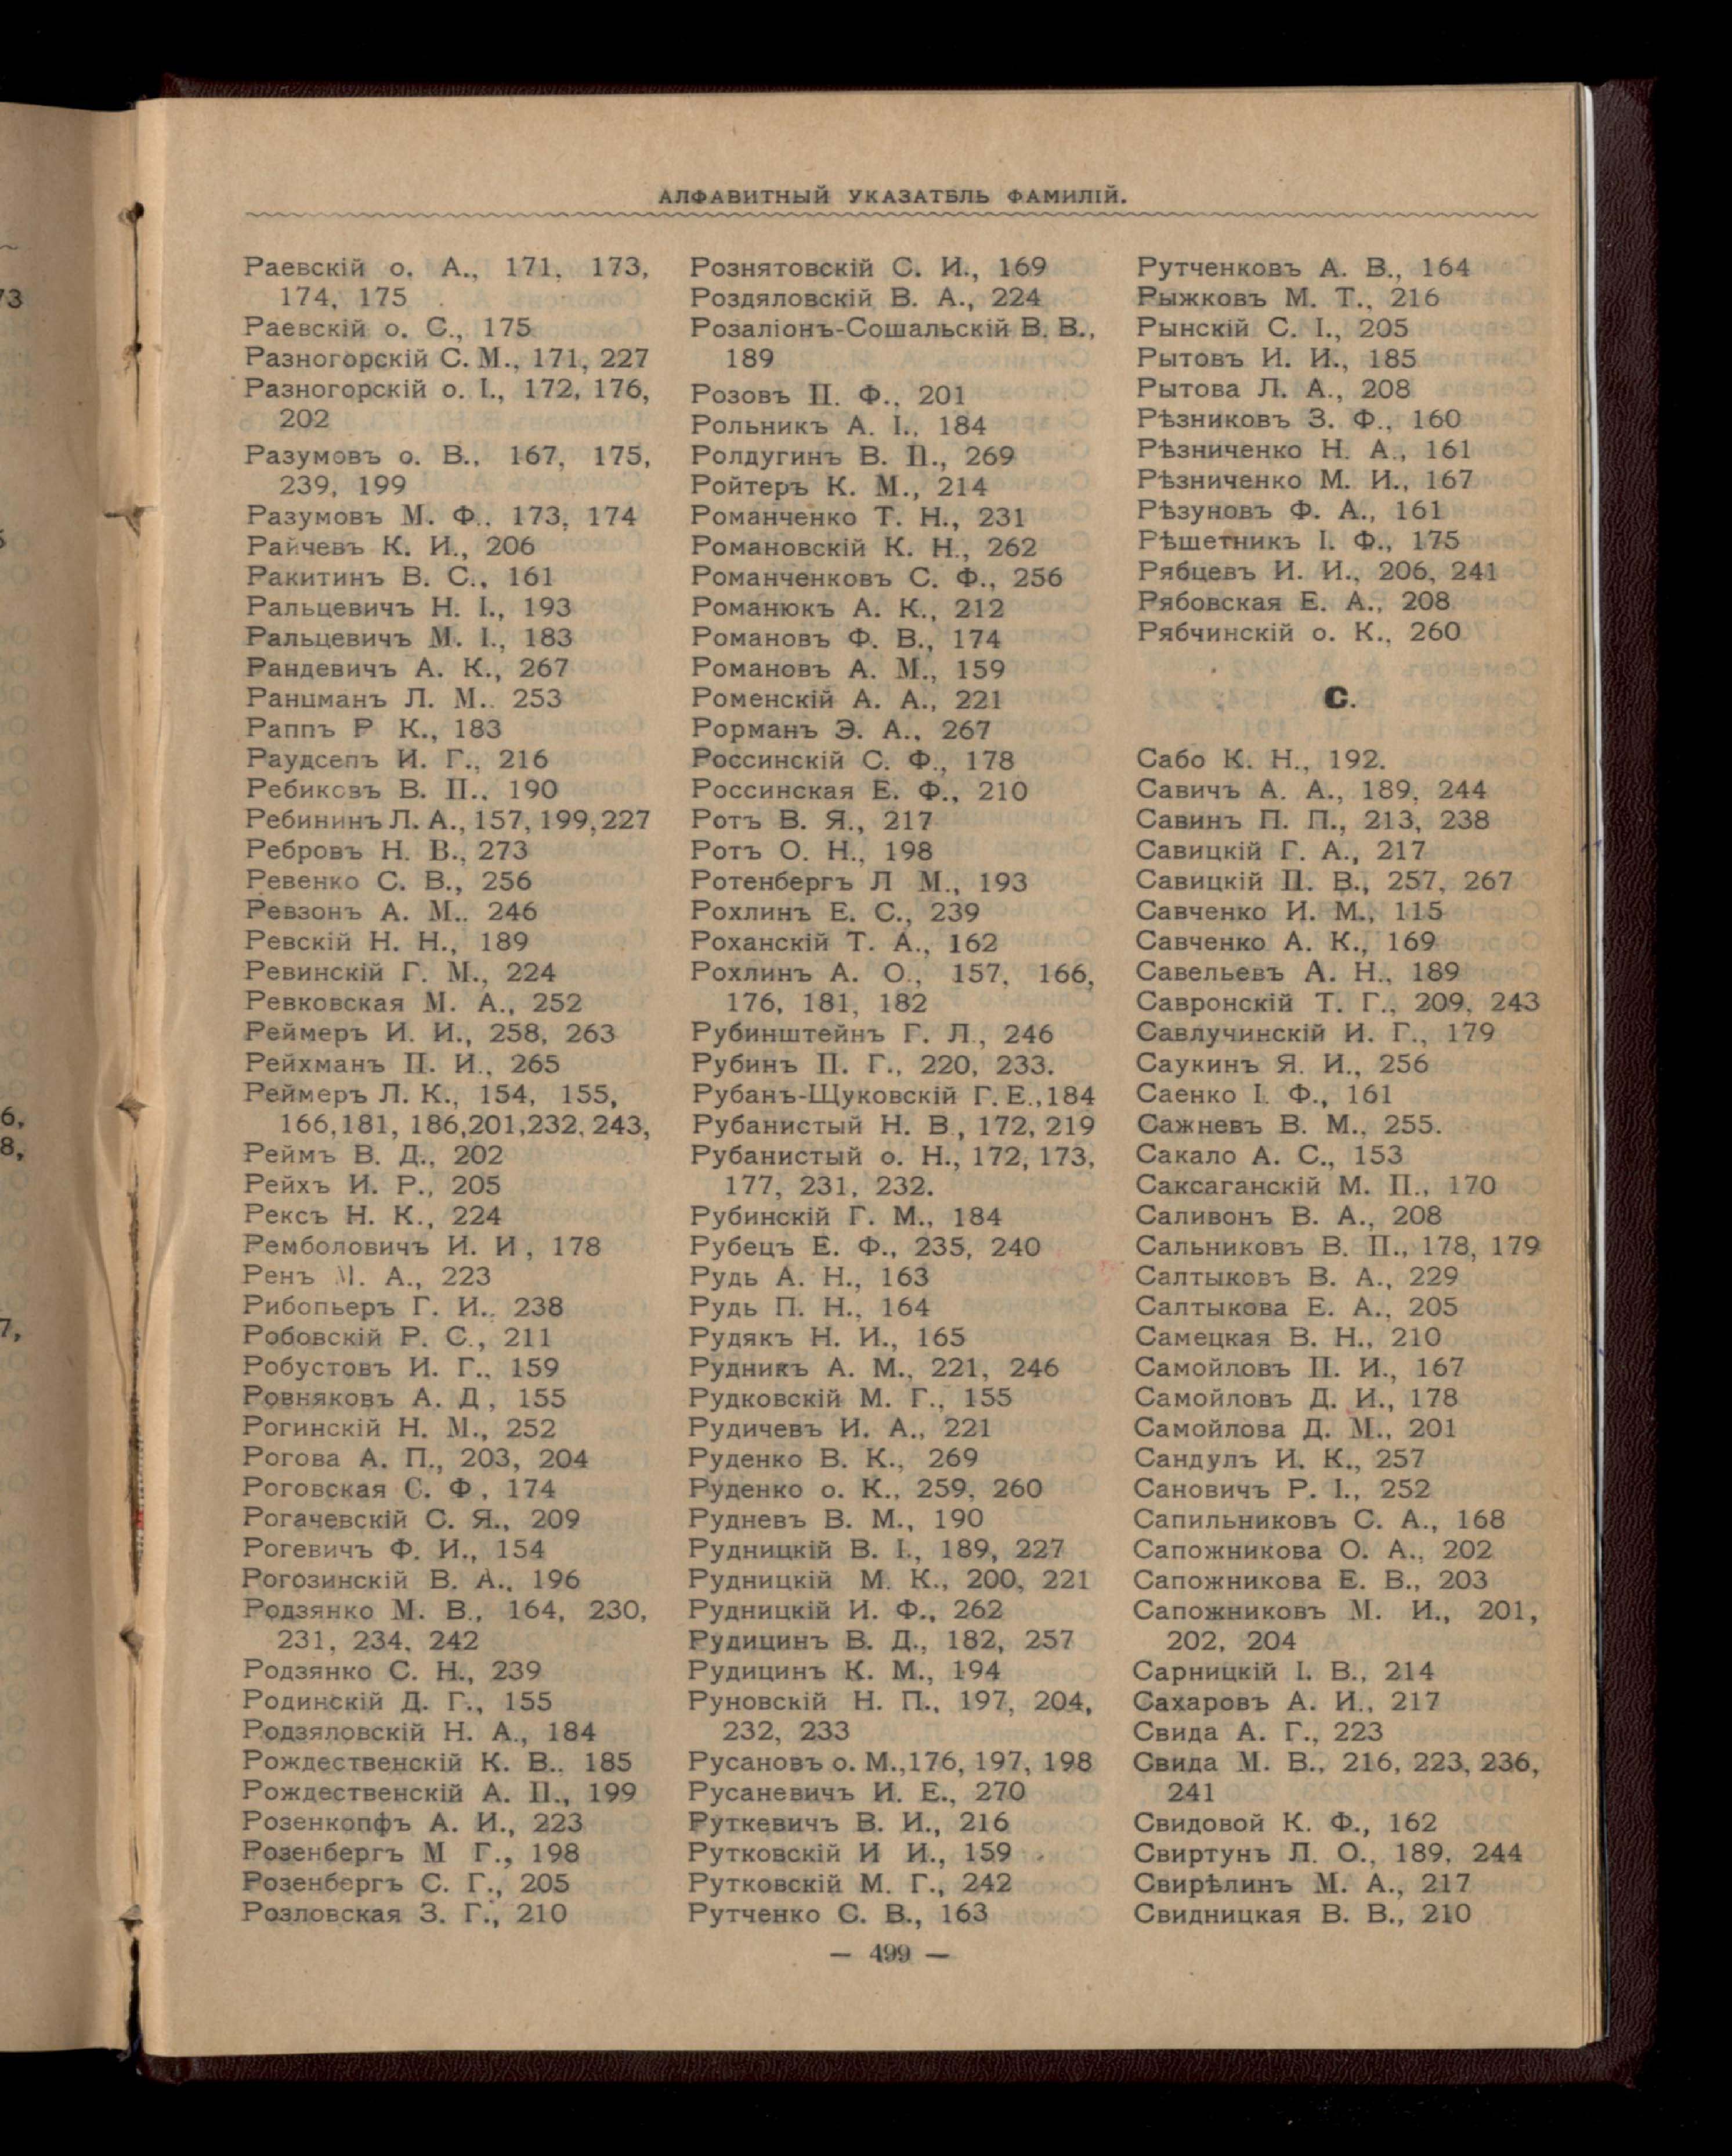 АЛФАВИТНЫЙ УКАЗАТБЛЬ ФАМИЛІЙ.
Раевскій о. А., 171, 173,
174, 175
Раевскій о. С., 175
Разногорскій С. М., 171, 227
Разногорскій о. І., 172, 176,
202
Разумовъ о. В., 167, 175,
239, 199
Разумовъ М. Ф.. 173, 174
Райчевъ К. И., 206
Ракитинъ В. С., 161
Ральцевичъ Н. І., 193
Ральцевичъ М. І., 183
Рандевичъ А. К., 267
Ранцманъ Л. М.. 253
Раппъ Р К., 183
Раудсепъ И. Г., 216
Ребиковъ В. П., 190
Ребининъ Л. А., 157, 199, 227
Ребровъ Н. В., 273
Ревенко С. В., 256
Ревзонъ А. М.. 246
Ревскій Н. Н., 189
Ревинскій Г. М., 224
Ревковская М. А., 252
Реймеръ И. И., 258, 263
Рейхманъ П. И., 265
Реймеръ Л. К., 154, 155,
166, 181, 186, 201, 232, 243,
Реймъ В. Д., 202
Рейхъ И. Р., 205
Рексъ Н. К., 224
Ремболовичъ И. И , 178
Ренъ М. А., 223
Рибопьеръ Г. И., 238
Робовскій Р. С., 211
Робустовъ И. Г., 159
Ровняковъ А. Д , 155
Рогинскій Н. М., 252
Рогова А. П., 203, 204
Роговская С. Ф , 174
Рогачевскій С. Я., 209
Рогевичъ Ф. И., 154
Рогозинскій В. А., 196
Родзянко М. В., 164, 230,
231, 234, 242
Родзянко С. Н., 239
Родинскій Д. Г., 155
Родзяловскій Н. А., 184
Рождественскій К. В., 185
Рождественскій А. П., 199
Розенкопфъ А. И., 223
Розенбергъ М Г., 198
Розенбергъ С. Г., 205
Розловская З. Г., 210
Рознятовскій С. И., 169
Роздяловскій В. А., 224
Розаліонъ-Сошальскій В. В.,
189
Розовъ П. Ф., 201
Рольникъ А. І., 184
Ролдугинъ В. П., 269
Ройтеръ К. М., 214
Романченко Т. Н., 231
Романовскій К. Н., 262
Романченковъ С. Ф., 256
Романюкъ А. К., 212
Романовъ Ф. В., 174
Романовъ А. М., 159
Роменскій А. А., 221
Рорманъ Э. А., 267
Россинскій С. Ф., 178
Россинская Е. Ф., 210
Ротъ В. Я., 217
Ротъ О. Н., 198
Ротенбергъ Л М., 193
Рохлинъ Е. С., 239
Роханскій Т. А., 162
Рохлинъ А. О., 157, 166,
176, 181, 182
Рубинштейнъ Г. Л , 246
Рубинъ П. Г., 220, 233.
Рубанъ-Щуковскій Г. Е., 184
Рубанистый Н. В , 172, 219
Рубанистый о. Н., 172, 173,
177, 231, 232.
Рубинскій Г. М., 184
Рубецъ Е. Ф., 235, 240
Рудь А. Н., 163
Рудь П. Н., 164
Рудякъ Н. И., 165
Рудникъ А. М., 221, 246
Рудковскій М. Г., 155
Рудичевъ И. А., 221
Руденко В. К., 269
Руденко о. К., 259, 260
Рудневъ В. М., 190
Рудницкій В. І., 189, 227
Рудницкій М. К., 200, 221
Рудницкій И. Ф., 262
Рудицинъ В. Д., 182, 257
Рудицинъ К. М., 194
Руновскій Н. П., 197, 204,
232, 233
Русановъ о. М., 176, 197, 198
Русаневичъ И. Е., 270
Руткевичъ В. И., 216
Рутковскій И И., 159
Рутковскій М. Г., 242
Рутченко С. В., 163
Рутченковъ А. В., 164
Рыжковъ М. Т., 216
Рынскій С. І., 205
Рытовъ И. И., 185
Рытова Л. А., 208
Рѣзниковъ З. Ф., 160
Рѣзниченко Н. А., 161
Рѣзниченко М. И., 167
Рѣзуновъ Ф. А., 161
Рѣшетникъ І. Ф., 175
Рябцевъ И. И., 206, 241
Рябовская Е. А., 208
Рябчинскій о. К., 260
С.
Сабо К. Н., 192.
Савичъ А. А., 189, 244
Савинъ П. П., 213, 238
Савицкій Г. А., 217
Савицкій П. В., 257, 267
Савченко И. М., 115
Савченко А. К., 169
Савельевъ А. Н., 189
Савронскій Т. Г., 209, 243
Савлучинскій И. Г., 179
Саукинъ Я. И., 256
Саенко І. Ф., 161
Сажневъ В. М., 255.
Сакало А. С., 153
Саксаганскій М. П., 170
Саливонъ В. А., 208
Сальниковъ В. П., 178, 179
Салтыковъ В. А., 229
Салтыкова Е. А., 205
Самецкая В. Н., 210
Самойловъ П. И., 167
Самойловъ Д. И., 178
Самойлова Д. М., 201
Сандулъ И. К., 257
Сановичъ Р. І., 252
Сапильниковъ С. А., 168
Сапожникова О. А., 202
Сапожникова Е. В., 203
Сапожниковъ М. И., 201,
202, 204
Сарницкій І. В., 214
Сахаровъ А. И., 217
Свида А. Г., 223
Свида М. В., 216, 223, 236,
241
Свидовой К. Ф., 162
Свиртунъ Л. О., 189, 244
Свирѣлинъ М. А., 217
Свидницкая В. В., 210
— 499 —